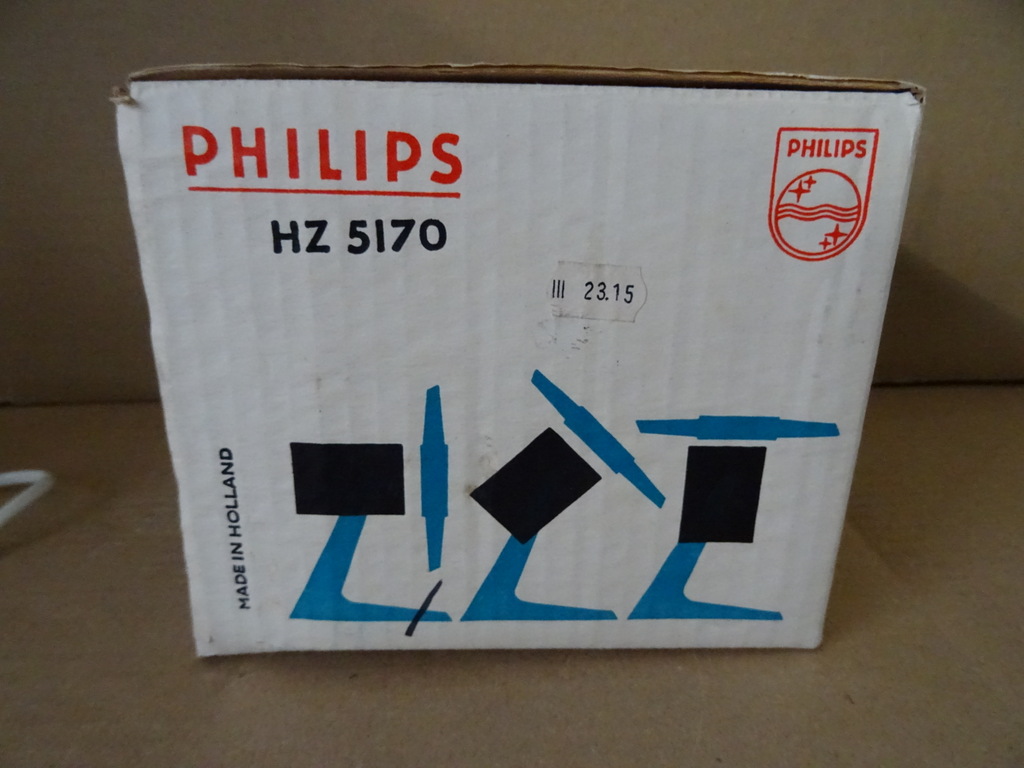 PHILIPS
HZ 5170
PHILIPS
III 23.15
MADE IN HOLLAND